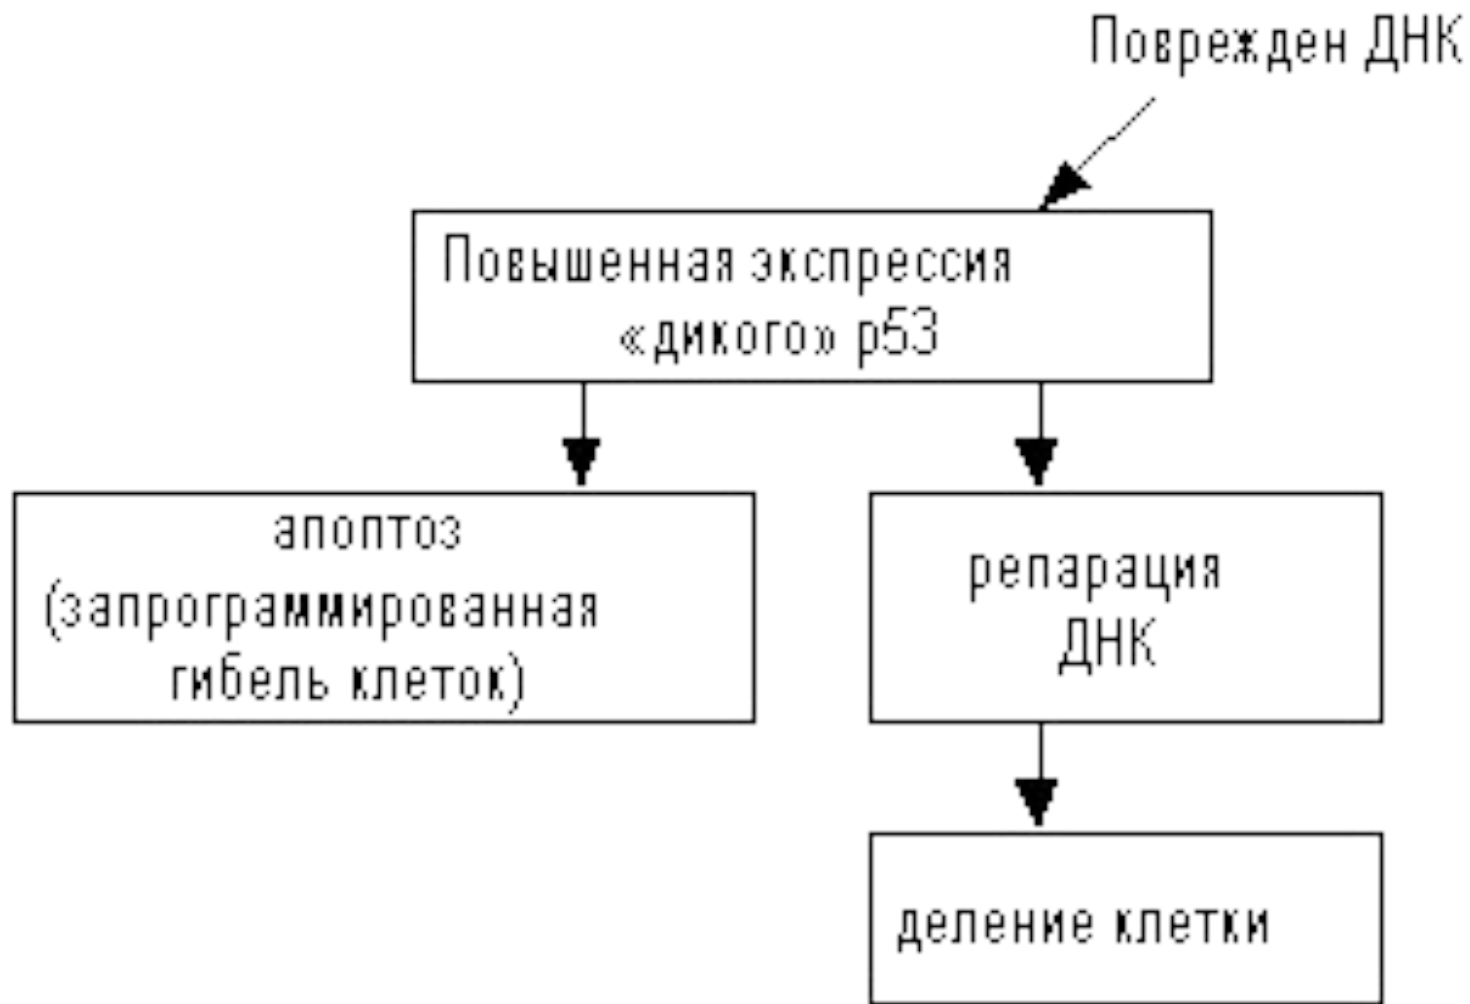 Поврежден ДНК
Повышенная экспрессия
«дикого» р53
апоптоз
(запрограммированная
гибель клеток)
репарация
ДНК
деление клетки